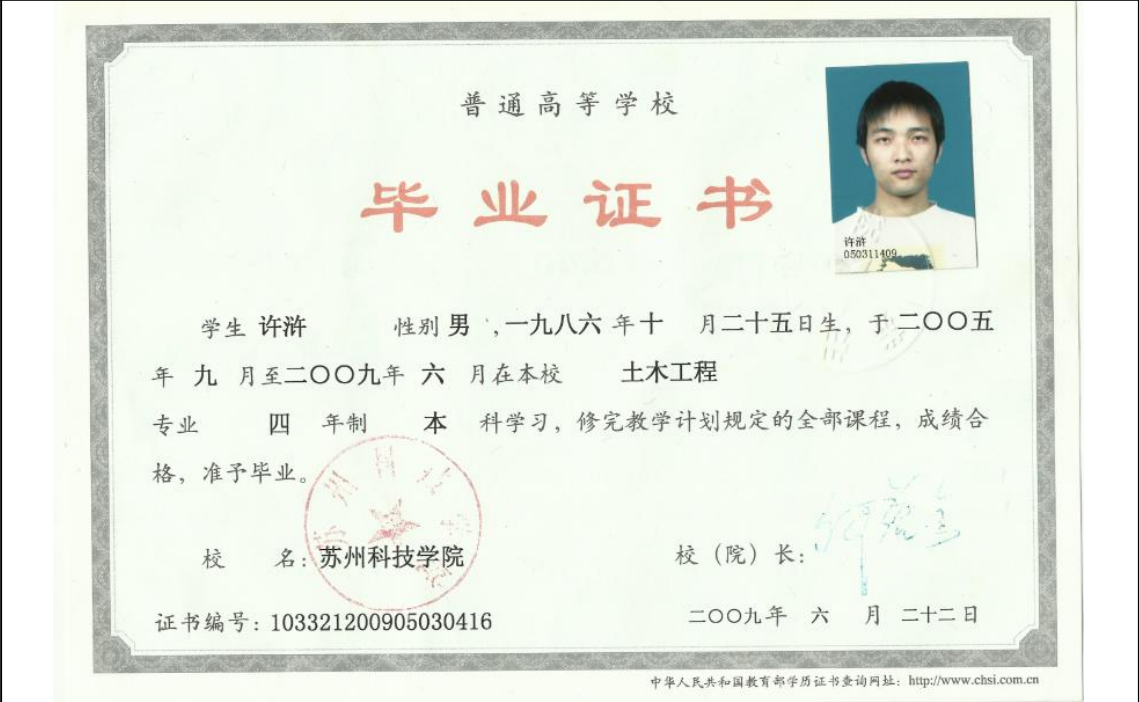 普通高等学校
毕业证书
许浒
050311409
学生 许浒 性别 男 ,一九八六 年 十 月 二十五日生，于 二〇〇五
年 九 月至二〇〇九年 六 月在本校 土木工程
专业 四 年制 本 科学习，修完教学计划规定的全部课程，成绩合
格，准予毕业。
校 名：苏州科技学院
校（院）长：
证书编号：103321200905030416
二〇〇九年 六 月 二十二日
中华人民共和国教育部学历证书查询网址：http://www.chsi.com.cn